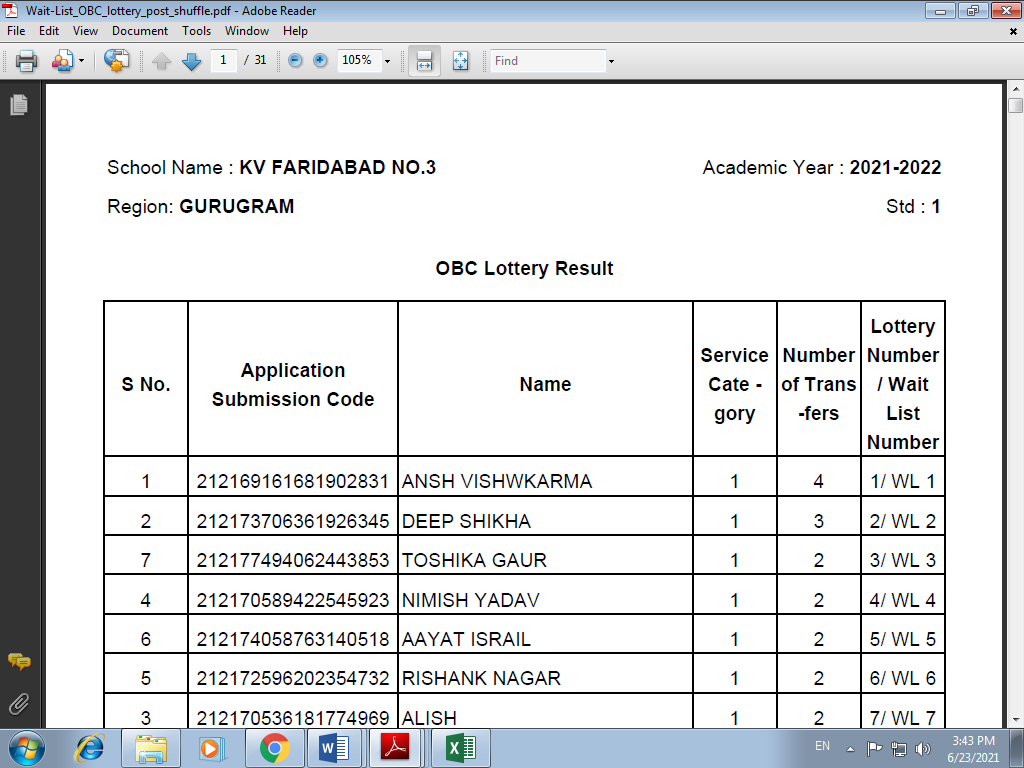 Wait-List_OBC_lottery_post_shuffle.pdf - Adobe Reader
File Edit View Document Tools Window Help
1 / 31 105% Find
School Name : KV FARIDABAD NO.3 Academic Year : 2021-2022
Region: GURUGRAM Std : 1
OBC Lottery Result
S No. Application Submission Code Name Service Cate - gory Number of Trans -fers Lottery Number / Wait List Number
1 212169161681902831 ANSH VISHWKARMA 1 4 1/ WL 1
2 212173706361926345 DEEP SHIKHA 1 3 2/ WL 2
7 212177494062443853 TOSHIKA GAUR 1 2 3/ WL 3
4 212170589422545923 NIMISH YADAV 1 2 4/ WL 4
6 212174058763140518 AAYAT ISRAIL 1 2 5/ WL 5
5 212172596202354732 RISHANK NAGAR 1 2 6/ WL 6
3 212170536181774969 ALISH 1 2 7/ WL 7
EN 3:43 PM
6/23/2021